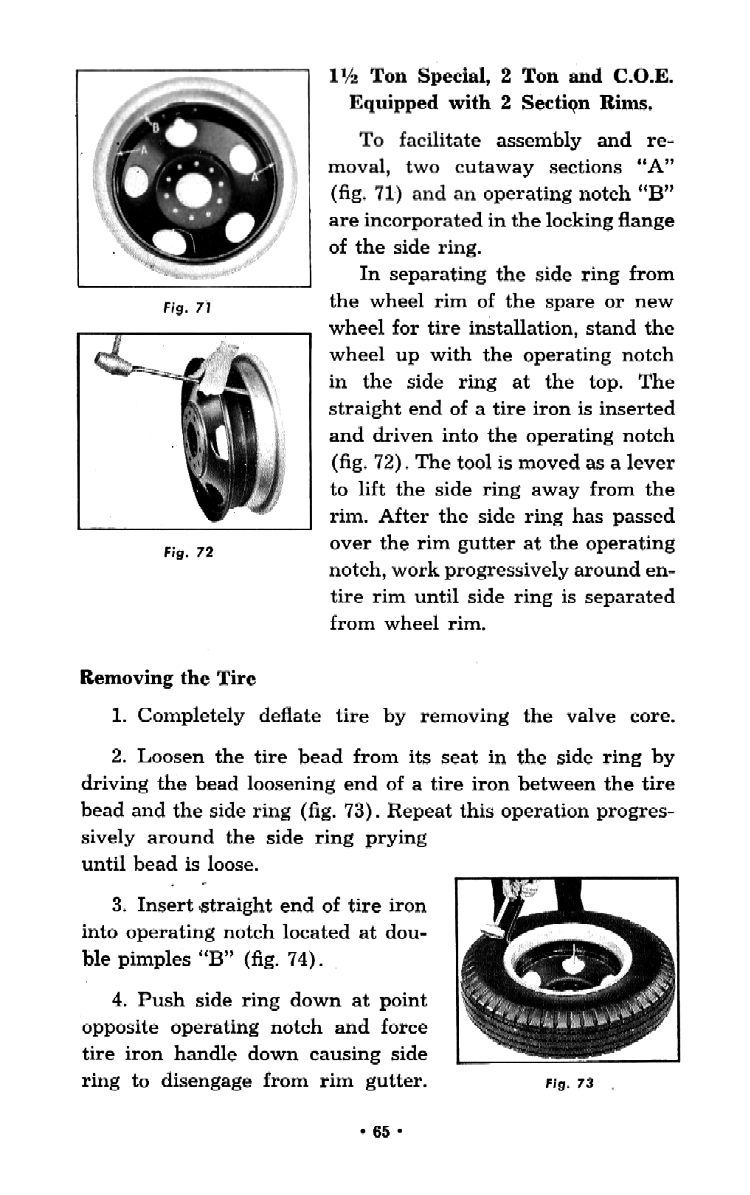 1½ Ton Special, 2 Ton and C.O.E.
Equipped with 2 Section Rims.
To facilitate assembly and re-
moval, two cutaway sections "A"
(fig. 71) and an operating notch "B"
are incorporated in the locking flange
of the side ring.
In separating the side ring from
the wheel rim of the spare or new
wheel for tire installation, stand the
wheel up with the operating notch
in the side ring at the top. The
straight end of a tire iron is inserted
and driven into the operating notch
(fig. 72). The tool is moved as a lever
to lift the side ring away from the
rim. After the side ring has passed
over the rim gutter at the operating
notch, work progressively around en-
tire rim until side ring is separated
from wheel rim.
B
A
A
Fig. 71
Fig. 72
Removing the Tire
1. Completely deflate tire by removing the valve core.
2. Loosen the tire bead from its seat in the side ring by
driving the bead loosening end of a tire iron between the tire
bead and the side ring (fig. 73). Repeat this operation progres-
sively around the side ring prying
until bead is loose.
3. Insert straight end of tire iron
into operating notch located at dou-
ble pimples "B" (fig. 74).
4. Push side ring down at point
opposite operating notch and force
tire iron handle down causing side
ring to disengage from rim gutter.
Fig. 73
• 65 •